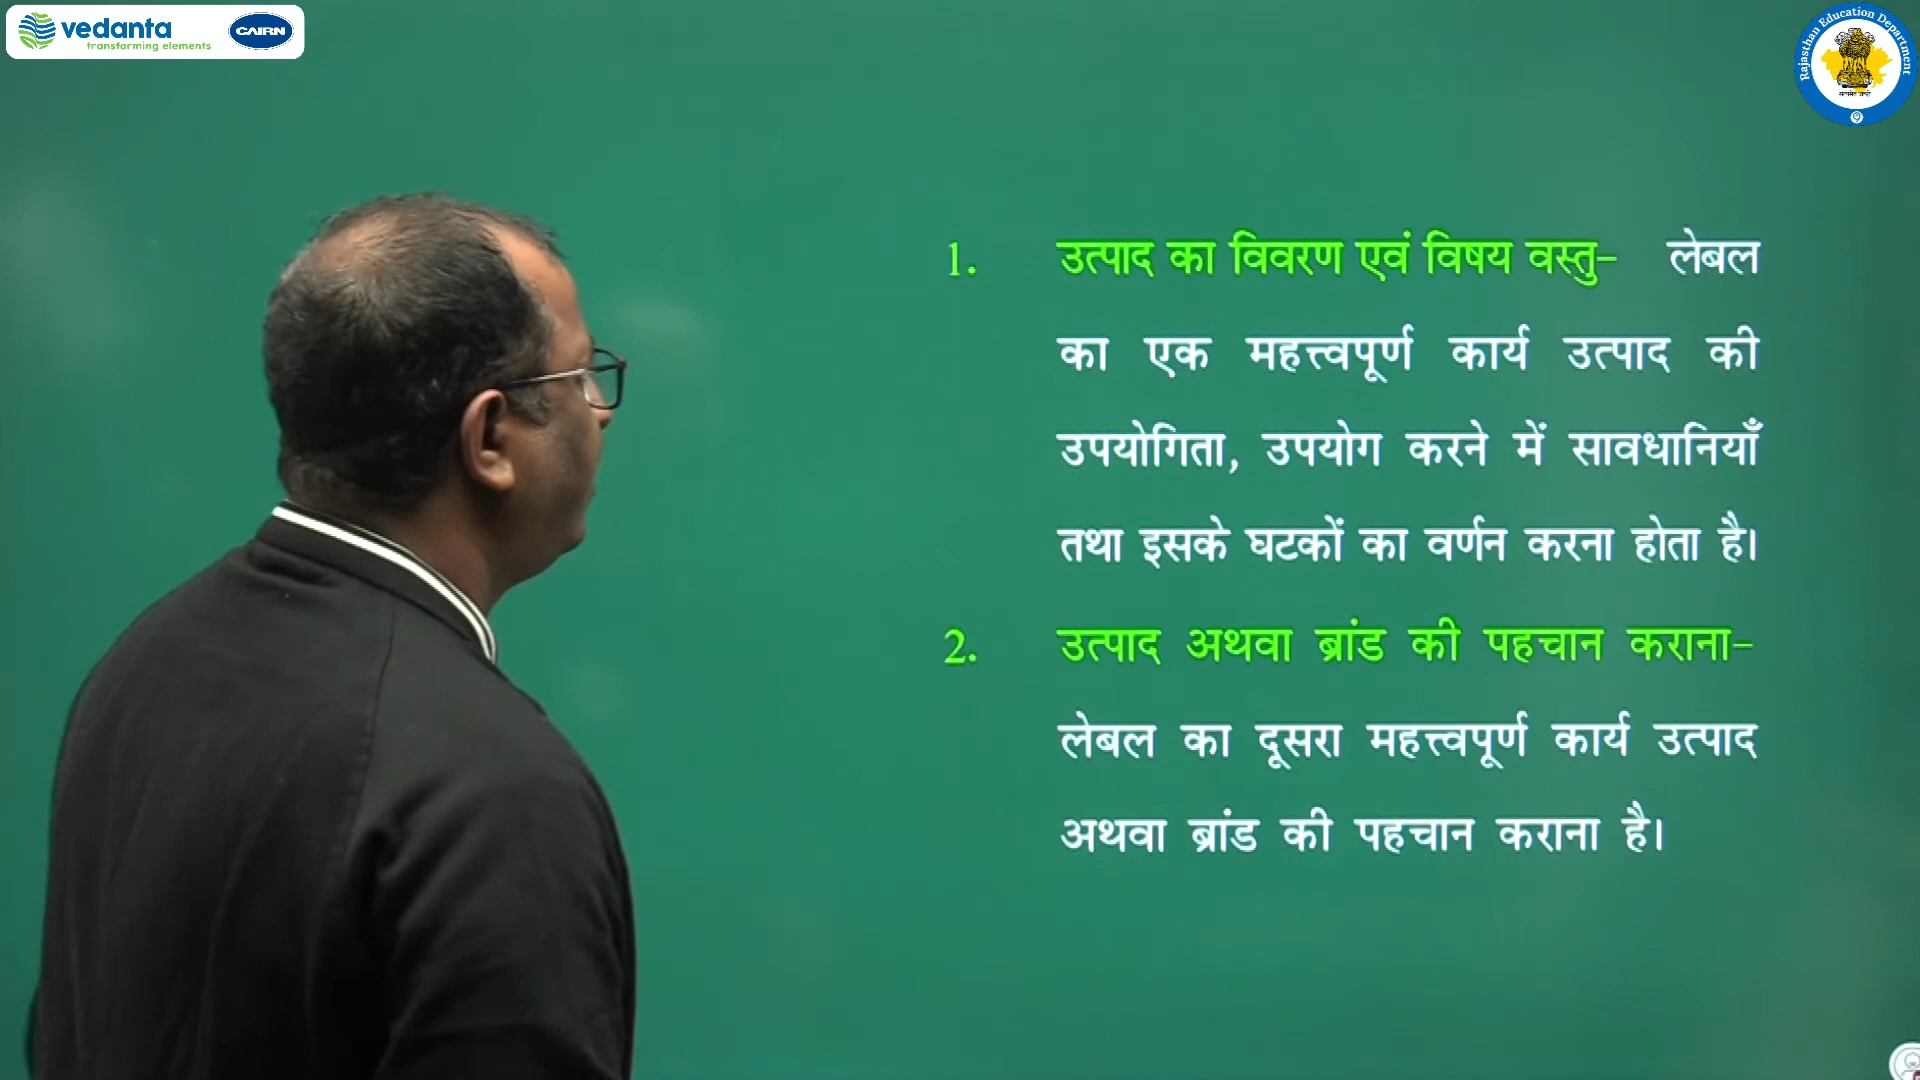 vedanta
transforming elements
CAIRN
Rajasthan Education Department
1. उत्पाद का विवरण एवं विषय वस्तु– लेबल
का एक महत्त्वपूर्ण कार्य उत्पाद की
उपयोगिता, उपयोग करने में सावधानियाँ
तथा इसके घटकों का वर्णन करना होता है।
2. उत्पाद अथवा ब्रांड की पहचान कराना–
लेबल का दूसरा महत्त्वपूर्ण कार्य उत्पाद
अथवा ब्रांड की पहचान कराना है।